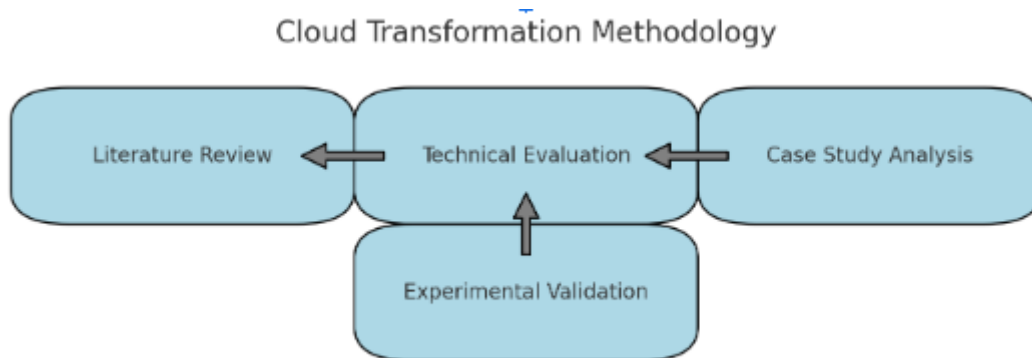 Cloud Transformation Methodology
Literature Review
Technical Evaluation
Case Study Analysis
Experimental Validation